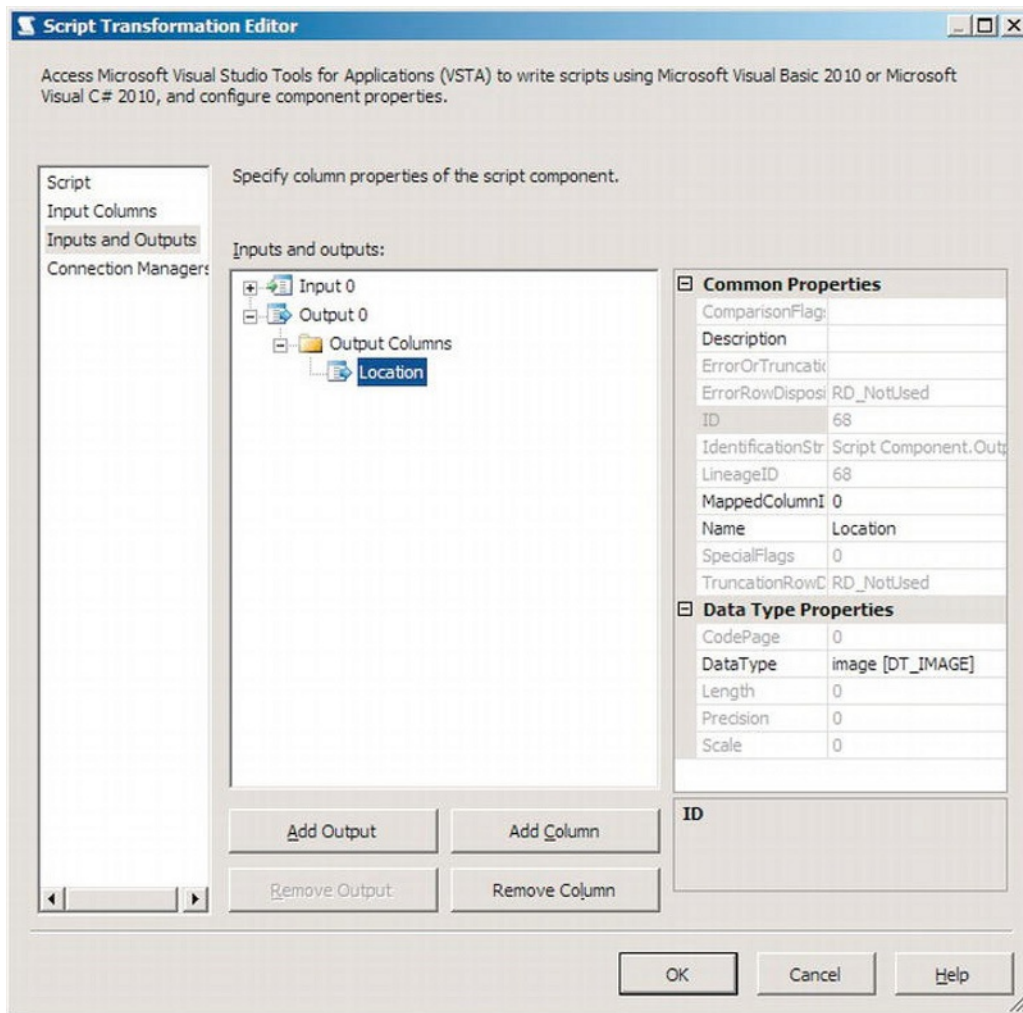 Script Transformation Editor
Access Microsoft Visual Studio Tools for Applications (VSTA) to write scripts using Microsoft Visual Basic 2010 or Microsoft
Visual C# 2010, and configure component properties.
Script
Input Columns
Inputs and Outputs
Connection Managers
Specify column properties of the script component.
Inputs and outputs:
Input 0
Output 0
Output Columns
Location
Common Properties
ComparisonFlag
Description
ErrorOrTruncatio
ErrorRowDisposi RD_NotUsed
ID 68
IdentificationStr Script Component.Outp
LineageID 68
MappedColumnI 0
Name Location
SpecialFlags 0
TruncationRowD RD_NotUsed
Data Type Properties
CodePage 0
DataType image [DT_IMAGE]
Length 0
Precision 0
Scale 0
ID
Add Output
Add Column
Remove Output
Remove Column
OK
Cancel
Help